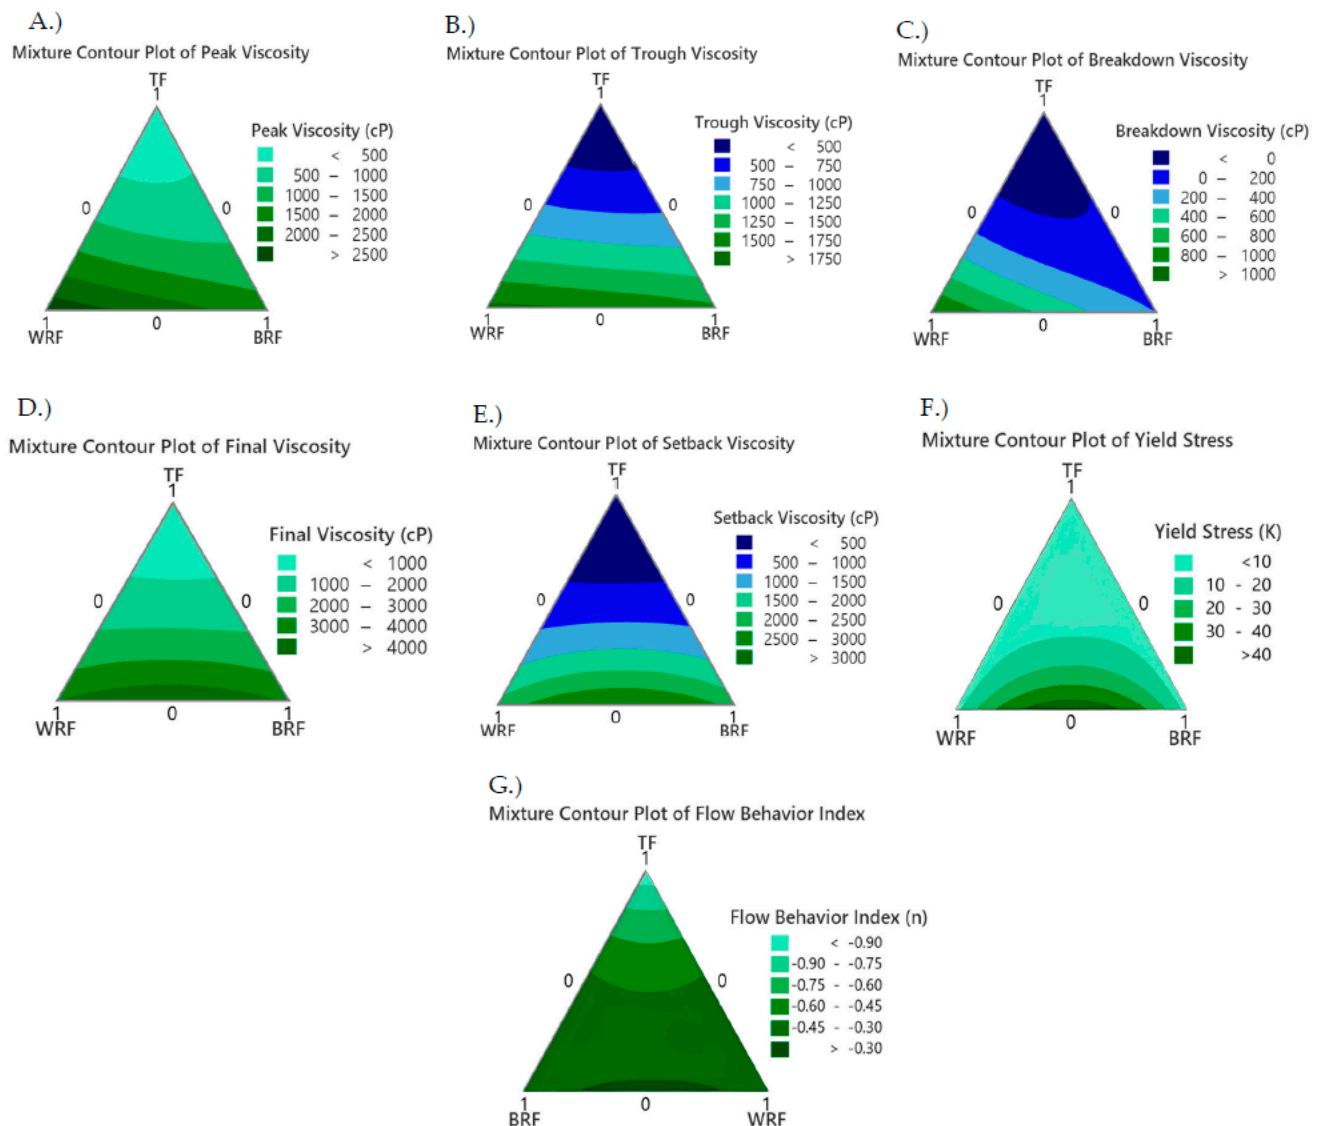 A.)
Mixture Contour Plot of Peak Viscosity
TF
1
Peak Viscosity (cP)
< 500
500 – 1000
1000 – 1500
1500 – 2000
2000 – 2500
> 2500
0
0
1
0
1
WRF
BRF
B.)
Mixture Contour Plot of Trough Viscosity
TF
1
Trough Viscosity (cP)
< 500
500 – 750
750 – 1000
1000 – 1250
1250 – 1500
1500 – 1750
> 1750
0
0
1
0
1
WRF
BRF
C.)
Mixture Contour Plot of Breakdown Viscosity
TF
1
Breakdown Viscosity (cP)
< 0
0 – 200
200 – 400
400 – 600
600 – 800
800 – 1000
> 1000
0
0
1
0
1
WRF
BRF
D.)
Mixture Contour Plot of Final Viscosity
TF
1
Final Viscosity (cP)
< 1000
1000 – 2000
2000 – 3000
3000 – 4000
> 4000
0
0
1
0
1
WRF
BRF
E.)
Mixture Contour Plot of Setback Viscosity
TF
1
Setback Viscosity (cP)
< 500
500 – 1000
1000 – 1500
1500 – 2000
2000 – 2500
2500 – 3000
> 3000
0
0
1
0
1
WRF
BRF
F.)
Mixture Contour Plot of Yield Stress
TF
1
Yield Stress (K)
<10
10 - 20
20 - 30
30 - 40
>40
0
0
1
0
1
WRF
BRF
G.)
Mixture Contour Plot of Flow Behavior Index
TF
1
Flow Behavior Index (n)
< -0.90
-0.90 - -0.75
-0.75 - -0.60
-0.60 - -0.45
-0.45 - -0.30
> -0.30
0
0
1
0
1
BRF
WRF